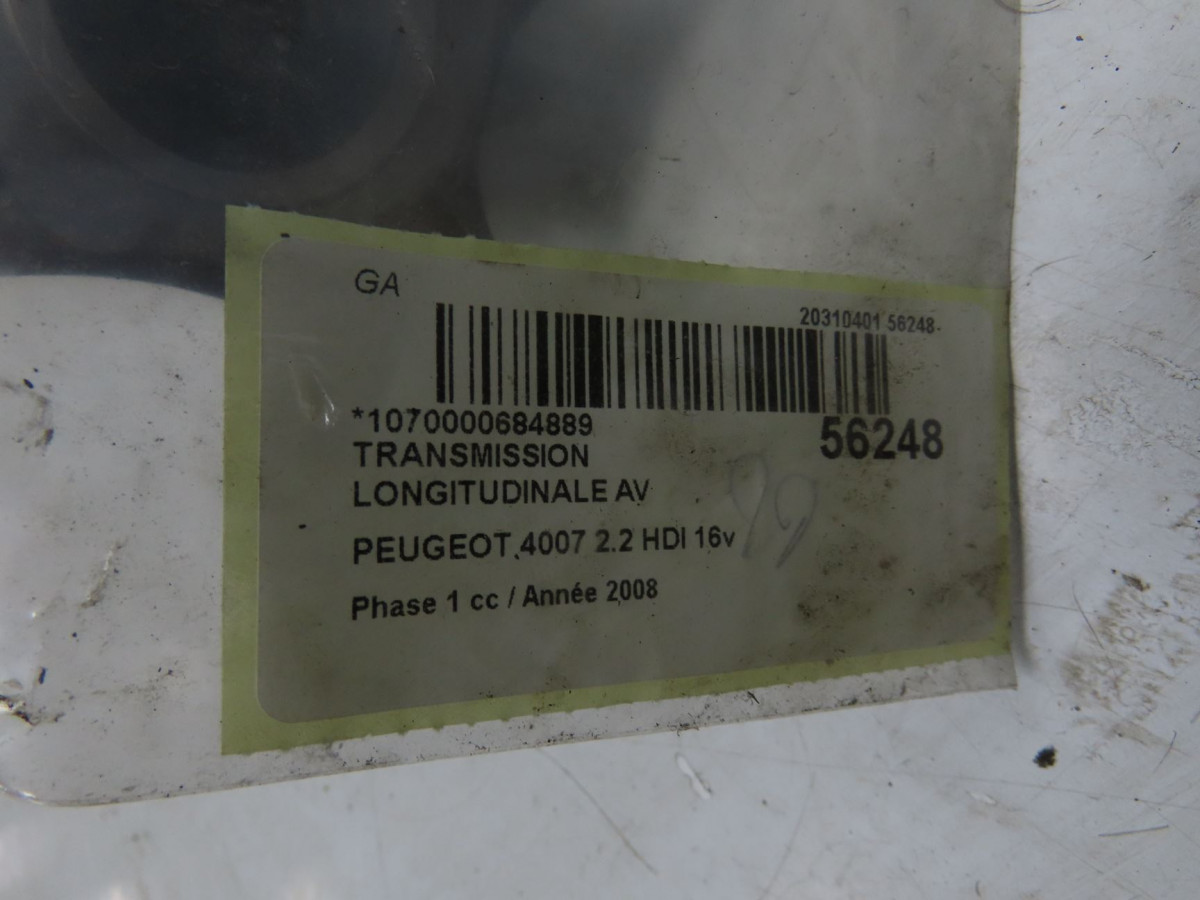 GA
20310401 56248-
*1070000684889
56248
TRANSMISSION
LONGITUDINALE AV
PEUGEOT 4007 2.2 HDI 16v
Phase 1 cc / Année 2008